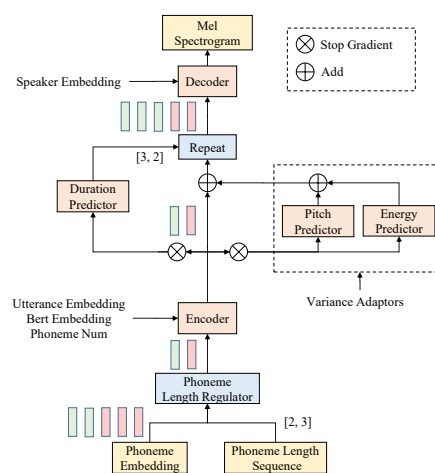 Mel
Spectrogram
Stop Gradient
Add
Speaker Embedding
Decoder
[3, 2]
Repeat
Duration
Predictor
Pitch
Predictor
Energy
Predictor
Variance Adaptors
Utterance Embedding
Bert Embedding
Phoneme Num
Encoder
Phoneme
Length Regulator
[2, 3]
Phoneme
Embedding
Phoneme Length
Sequence